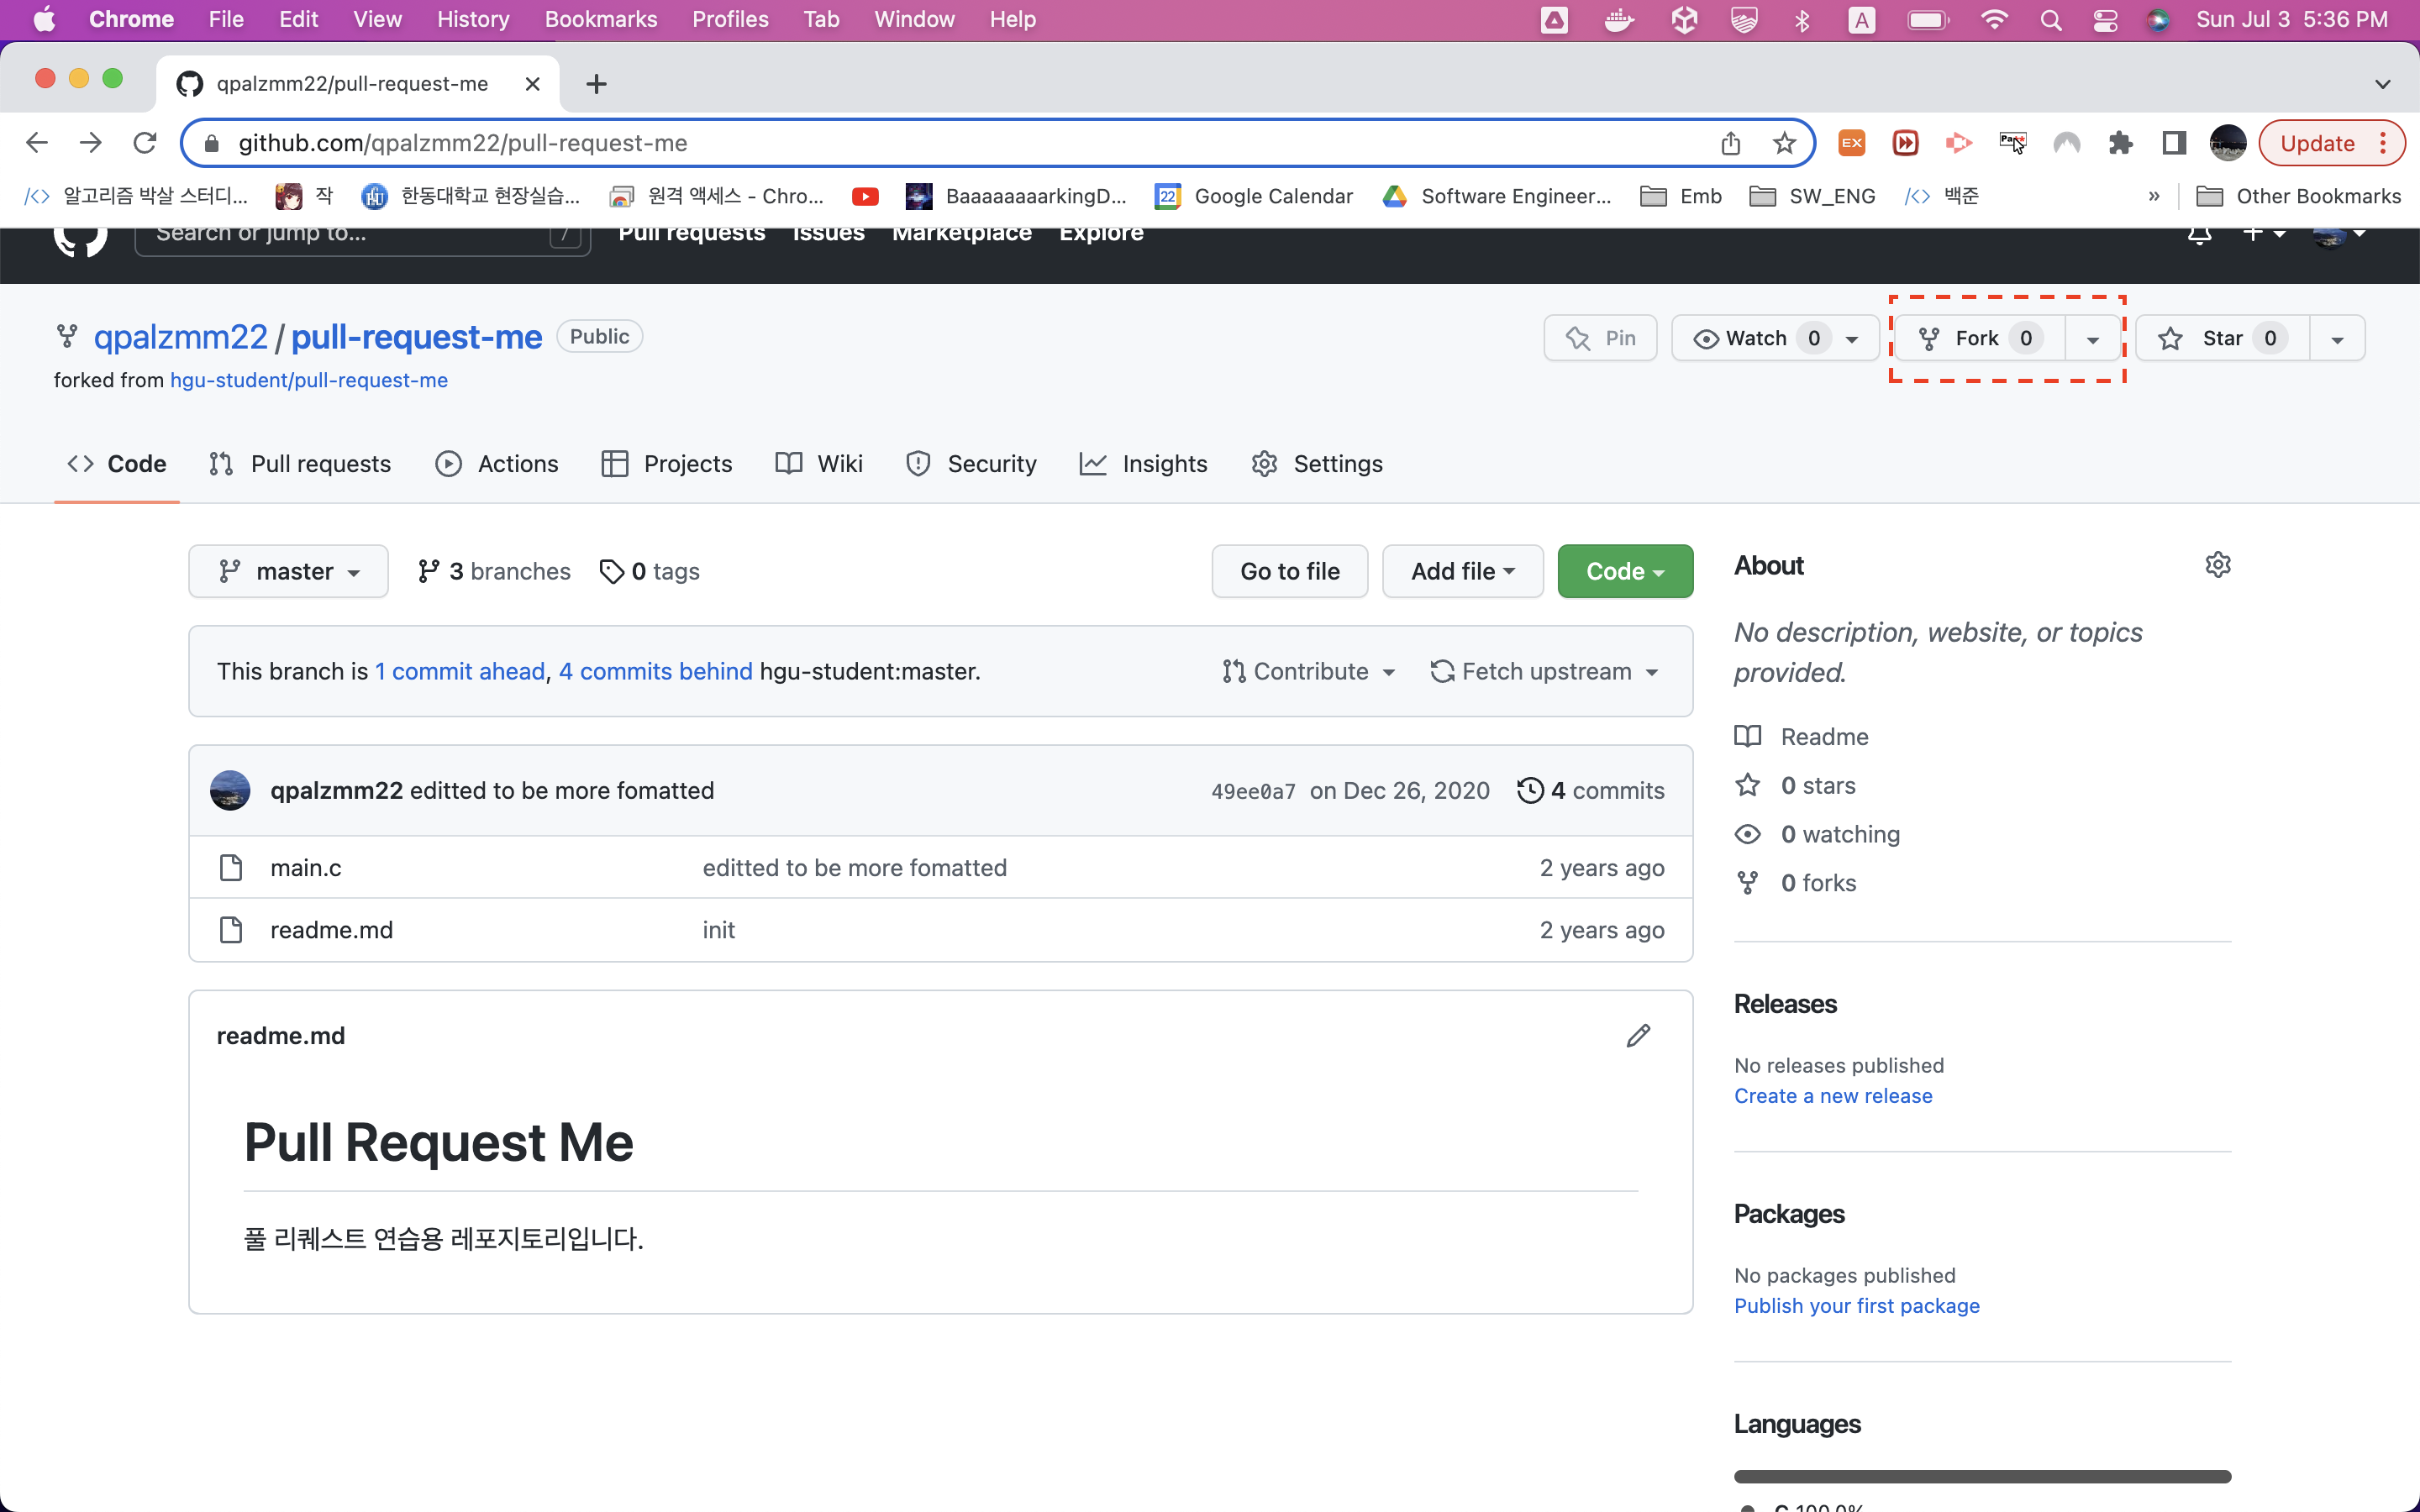 Chrome File Edit View History Bookmarks Profiles Tab Window Help A Sun Jul 3 5:36 PM
qpalzmm22/pull-request-me
github.com/qpalzmm22/pull-request-me EX Update
알고리즘 박살 스터디... 작 한동대학교 현장실습... 원격 액세스 - Chro... BaaaaaaaarkingD... 22 Google Calendar Software Engineer... Emb SW_ENG 백준 » Other Bookmarks
Search or jump to... / Pull requests Issues Marketplace Explore
qpalzmm22 / pull-request-me Public Pin Watch 0 Fork 0 Star 0
forked from hgu-student/pull-request-me
Code Pull requests Actions Projects Wiki Security Insights Settings
master 3 branches 0 tags Go to file Add file Code
About
No description, website, or topics
provided.
This branch is 1 commit ahead, 4 commits behind hgu-student:master. Contribute Fetch upstream
Readme
0 stars
0 watching
0 forks
qpalzmm22 editted to be more fomatted 49ee0a7 on Dec 26, 2020 4 commits
main.c editted to be more fomatted 2 years ago
readme.md init 2 years ago
readme.md
Pull Request Me
풀 리퀘스트 연습용 레포지토리입니다.
Releases
No releases published
Create a new release
Packages
No packages published
Publish your first package
Languages
C 100.0%